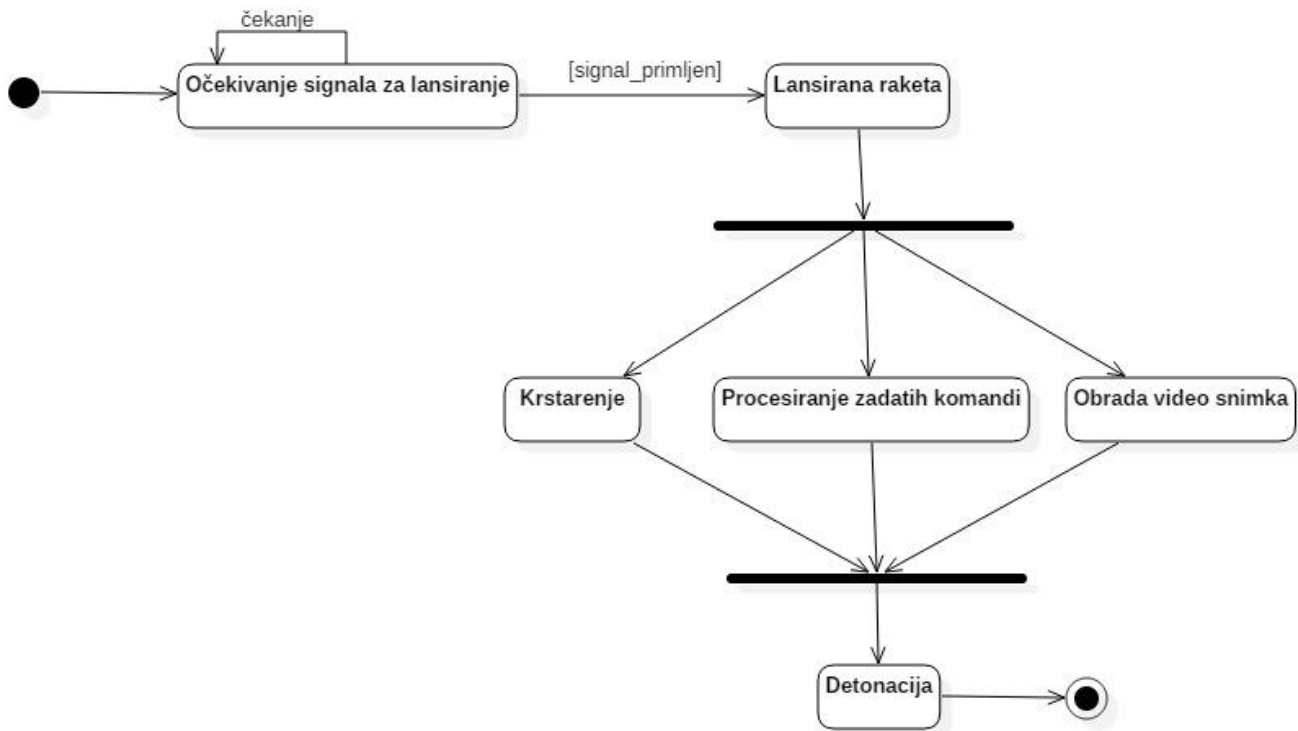 čekanje
Očekivanje signala za lansiranje
[signal_primljen]
Lansirana raketa
Krstarenje
Procesiranje zadatih komandi
Obrada video snimka
Detonacija